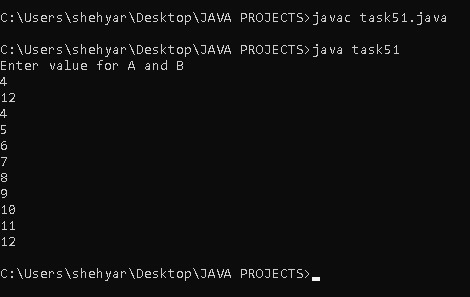 C:\Users\shehyar\Desktop\JAVA PROJECTS>javac task51.java
C:\Users\shehyar\Desktop\JAVA PROJECTS>java task51
Enter value for A and B
4
12
4
5
6
7
8
9
10
11
12
C:\Users\shehyar\Desktop\JAVA PROJECTS>